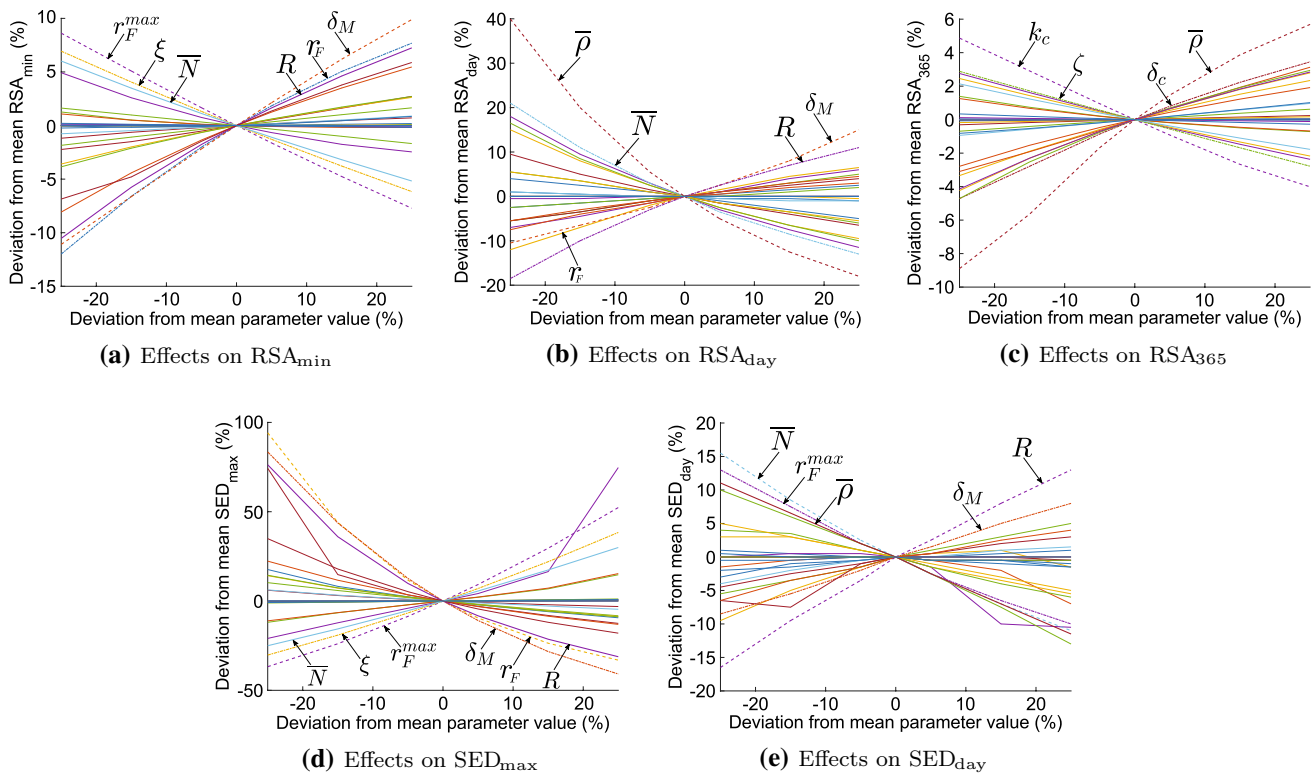 Deviation from mean RSA_min (%)
10
5
0
-5
-10
-15
r_F^max
ξ
N̅
R
r_F
δ_M
-20 -10 0 10 20
Deviation from mean parameter value (%)
(a) Effects on RSA_min
Deviation from mean RSA_day (%)
40
30
20
10
0
-10
-20
ρ̅
N̅
R
δ_M
r_F
-20 -10 0 10 20
Deviation from mean parameter value (%)
(b) Effects on RSA_day
Deviation from mean RSA_365 (%)
6
4
2
0
-2
-4
-6
-8
-10
k_c
ζ
δ_c
ρ̅
-20 -10 0 10 20
Deviation from mean parameter value (%)
(c) Effects on RSA_365
Deviation from mean SED_max (%)
100
50
0
-50
N̅
ξ
r_F^max
δ_M
r_F
R
-20 -10 0 10 20
Deviation from mean parameter value (%)
(d) Effects on SED_max
Deviation from mean SED_day (%)
20
15
10
5
0
-5
-10
-15
-20
N̅
r_F^max
ρ̅
δ_M
R
-20 -10 0 10 20
Deviation from mean parameter value (%)
(e) Effects on SED_day